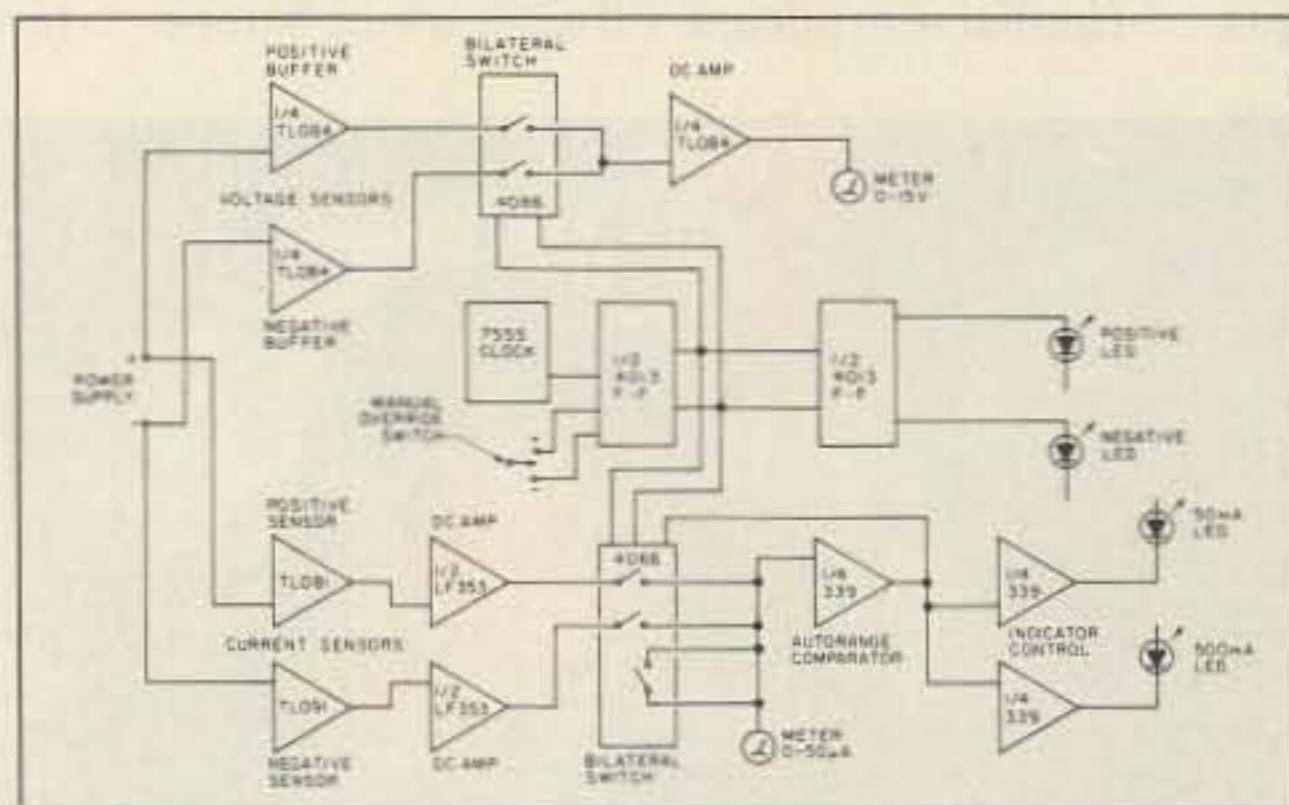 POSITIVE
BUFFER
1/4
TL084
BILATERAL
SWITCH
4066
DC AMP
1/4
TL084
METER
0-15V
VOLTAGE SENSORS
1/4
TL084
NEGATIVE
BUFFER
7555
CLOCK
1/2
4013
F-F
1/2
4013
F-F
POSITIVE
LED
NEGATIVE
LED
+
POWER
SUPPLY
-
MANUAL
OVERRIDE
SWITCH
+
-
POSITIVE
SENSOR
TL081
DC AMP
1/2
LF353
4066
1/4
339
AUTORANGE
COMPARATOR
1/4
339
50mA
LED
CURRENT SENSORS
INDICATOR
CONTROL
TL091
NEGATIVE
SENSOR
1/2
LF353
DC AMP
BILATERAL
SWITCH
METER
0-50µA
1/4
339
500mA
LED